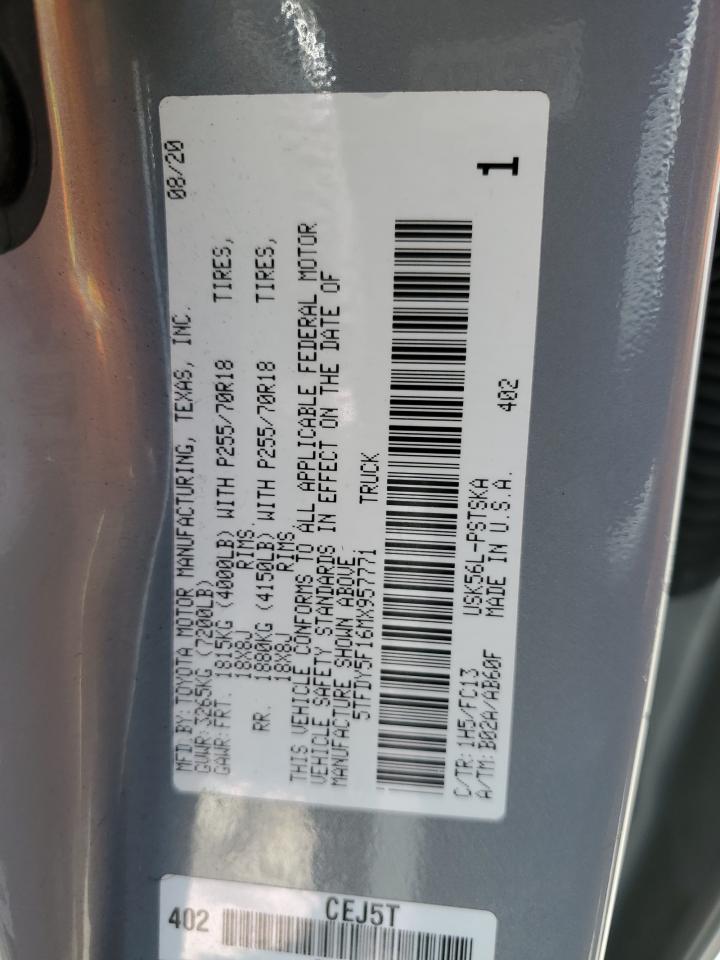 MFD.BY:TOYOTA MOTOR MANUFACTURING, TEXAS, INC. 08/20
GVWR:3265KG (7200LB)
GAWR:FRT. 1815KG (4000LB) WITH P255/70R18 TIRES,
18X8J RIMS,
RR. 1880KG (4150LB) WITH P255/70R18 TIRES,
18X8J RIMS
THIS VEHICLE CONFORMS TO ALL APPLICABLE FEDERAL MOTOR
VEHICLE SAFETY STANDARDS IN EFFECT ON THE DATE OF
MANUFACTURE SHOWN ABOVE.
5TFDY5F16MX957771 TRUCK
C/TR:1H5/FC13 USK56L-PSTSKA 402
A/TM:B02A/AB60F MADE IN U.S.A.
1
CEJ5T
402